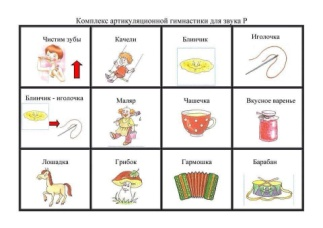 Комплекс артикуляционной гимнастики для звука Р
Чистим зубы
Качели
Блинчик
Иголочка
Блинчик - иголочка
Маляр
Чашечка
Вкусное варенье
Лошадка
Грибок
Гармошка
Барабан